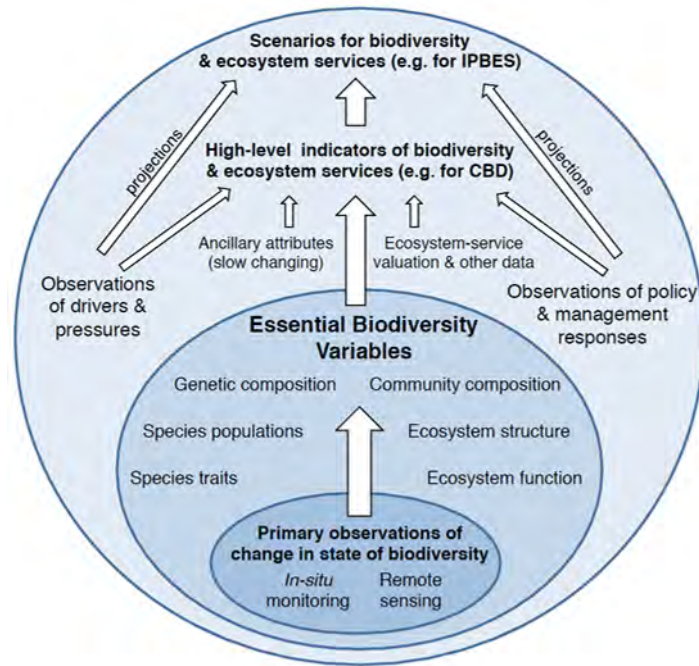 Scenarios for biodiversity
& ecosystem services (e.g. for IPBES)
projections
projections
High-level indicators of biodiversity
& ecosystem services (e.g. for CBD)
Ancillary attributes
(slow changing)
Ecosystem-service
valuation & other data
Observations
of drivers &
pressures
Observations of policy
& management
responses
Essential Biodiversity
Variables
Genetic composition
Community composition
Species populations
Ecosystem structure
Species traits
Ecosystem function
Primary observations of
change in state of biodiversity
In-situ
monitoring
Remote
sensing